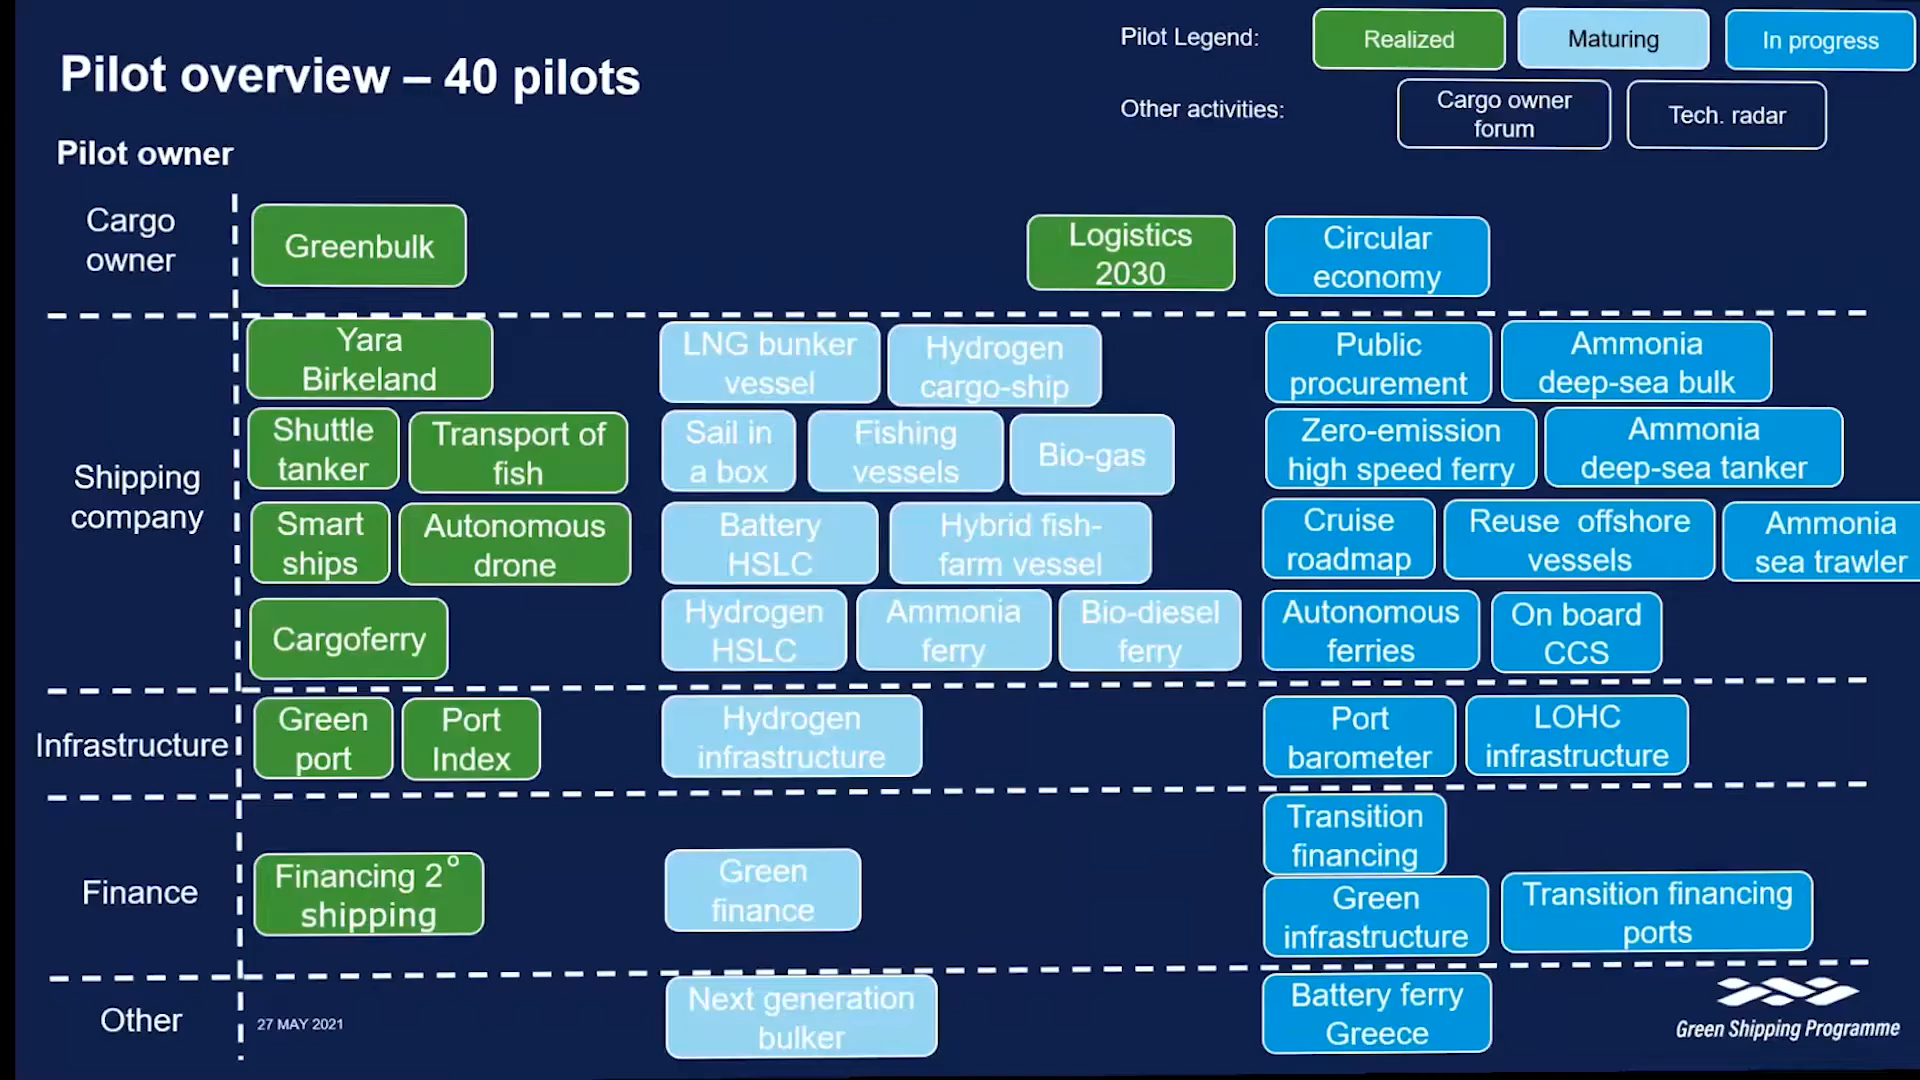 Pilot overview – 40 pilots
Pilot Legend:
Realized
Maturing
In progress
Other activities:
Cargo owner
forum
Tech. radar
Pilot owner
Cargo
owner
Greenbulk
Logistics
2030
Circular
economy
Shipping
company
Yara
Birkeland
LNG bunker
vessel
Hydrogen
cargo-ship
Public
procurement
Ammonia
deep-sea bulk
Shuttle
tanker
Transport of
fish
Sail in
a box
Fishing
vessels
Bio-gas
Zero-emission
high speed ferry
Ammonia
deep-sea tanker
Smart
ships
Autonomous
drone
Battery
HSLC
Hybrid fish-
farm vessel
Cruise
roadmap
Reuse offshore
vessels
Ammonia
sea trawler
Cargoferry
Hydrogen
HSLC
Ammonia
ferry
Bio-diesel
ferry
Autonomous
ferries
On board
CCS
Infrastructure
Green
port
Port
Index
Hydrogen
infrastructure
Port
barometer
LOHC
infrastructure
Finance
Financing 2°
shipping
Green
finance
Transition
financing
Green
infrastructure
Transition financing
ports
Other
27 MAY 2021
Next generation
bulker
Battery ferry
Greece
Green Shipping Programme